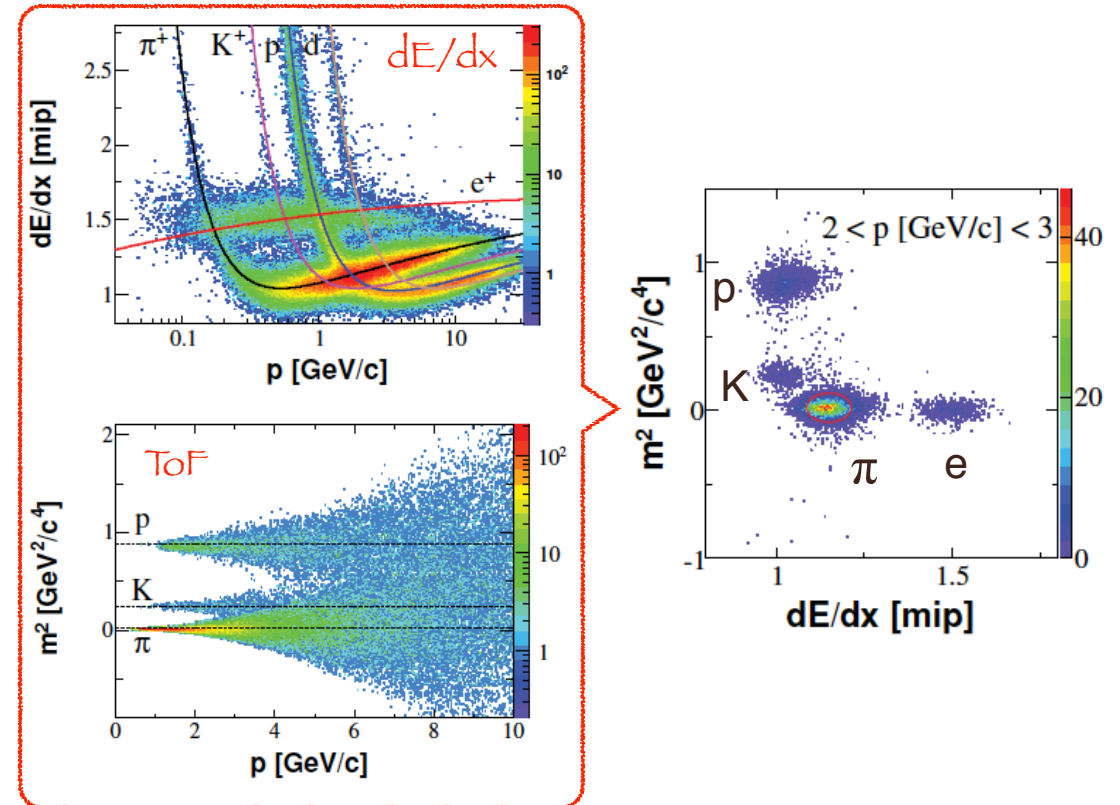 π⁺ K⁺ p d dE/dx
e⁺
dE/dx [mip]
2.5
2
1.5
1
0.1 1 10
p [GeV/c]
10²
10
1
ToF
p
K
π
m² [GeV²/c⁴]
2
1
0
0 2 4 6 8 10
p [GeV/c]
10²
10
1
2 < p [GeV/c] < 3
p
K
π e
m² [GeV²/c⁴]
1
0
-1
1 1.5
dE/dx [mip]
40
20
0